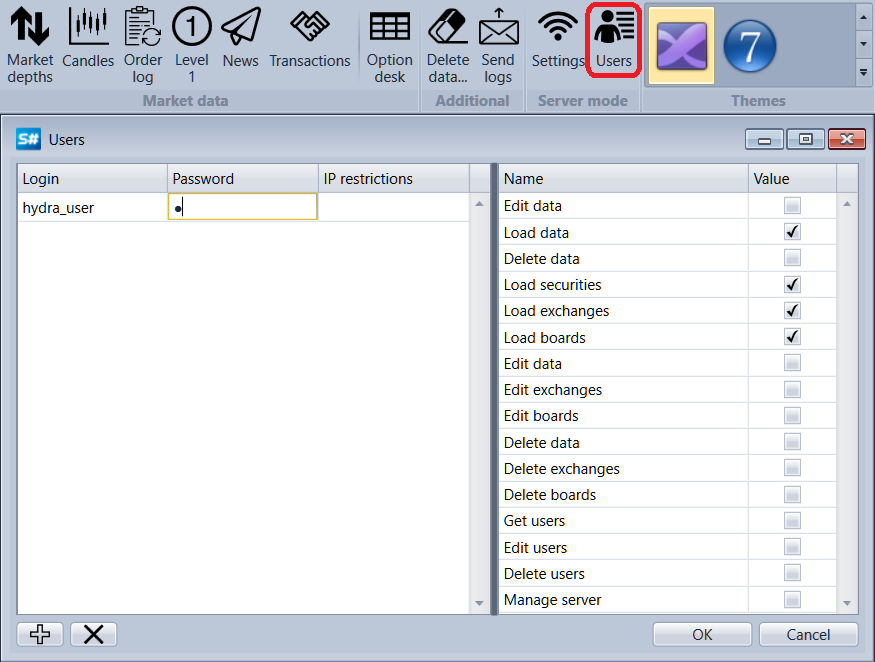 Market depths
Candles
Order log
Level 1
News
Transactions
Option desk
Delete data...
Send logs
Settings
Users
1
7
Market data
Additional
Server mode
Themes
S# Users
Login Password IP restrictions
hydra_user
Name Value
Edit data
Load data
Delete data
Load securities
Load exchanges
Load boards
Edit data
Edit exchanges
Edit boards
Delete data
Delete exchanges
Delete boards
Get users
Edit users
Delete users
Manage server
OK Cancel